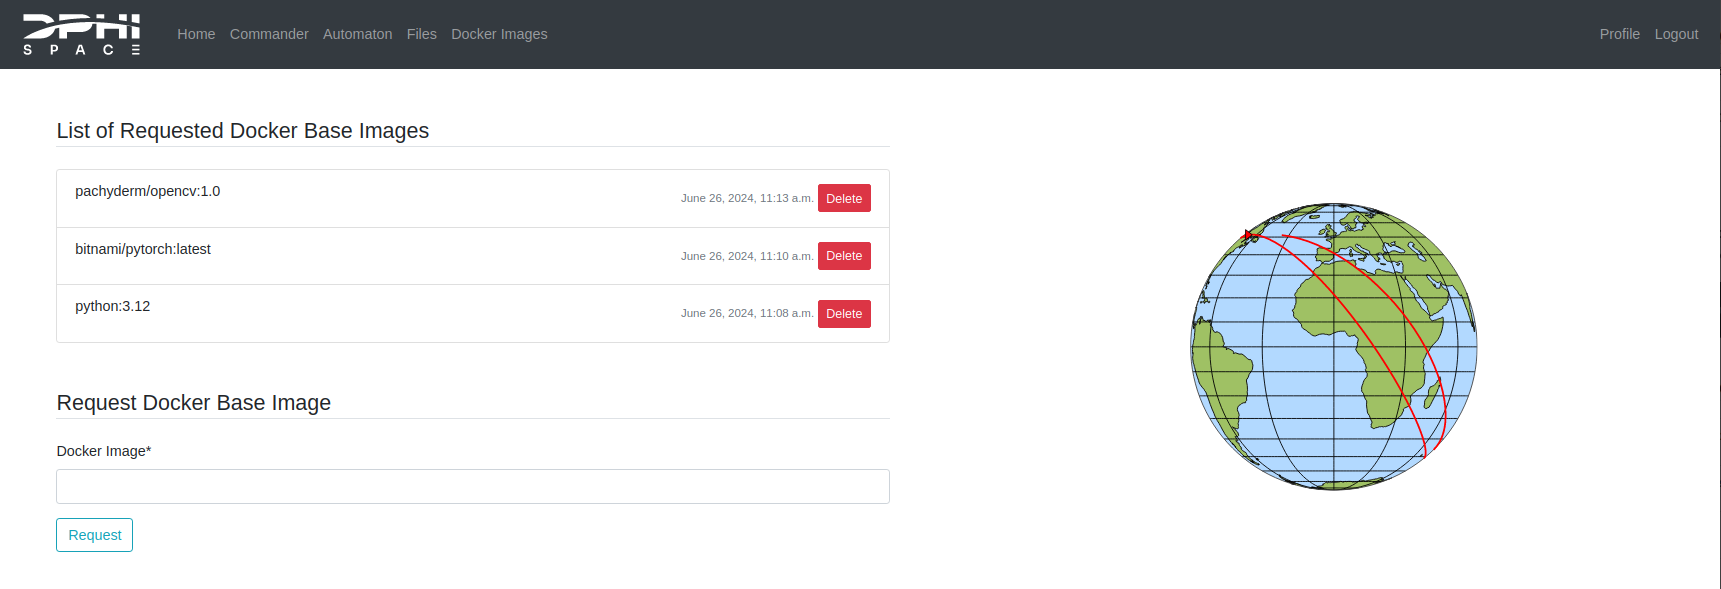 DPHI
SPACE
Home Commander Automaton Files Docker Images Profile Logout
List of Requested Docker Base Images
pachyderm/opencv:1.0 June 26, 2024, 11:13 a.m. Delete
bitnami/pytorch:latest June 26, 2024, 11:10 a.m. Delete
python:3.12 June 26, 2024, 11:08 a.m. Delete
Request Docker Base Image
Docker Image*
Request